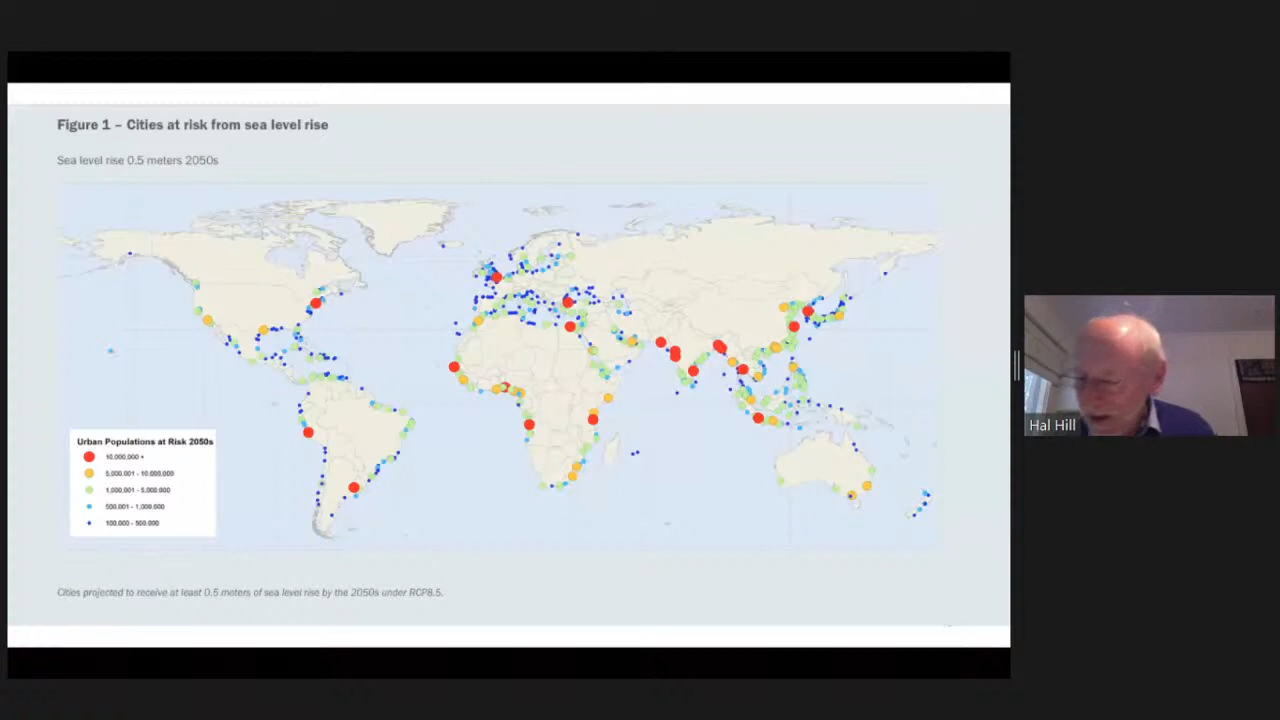 Figure 1 – Cities at risk from sea level rise
Sea level rise 0.5 meters 2050s
Urban Populations at Risk 2050s
10,000,000 +
5,000,001 - 10,000,000
1,000,001 - 5,000,000
500,001 - 1,000,000
100,000 - 500,000
Cities projected to receive at least 0.5 meters of sea level rise by the 2050s under RCP8.5.
Hal Hill